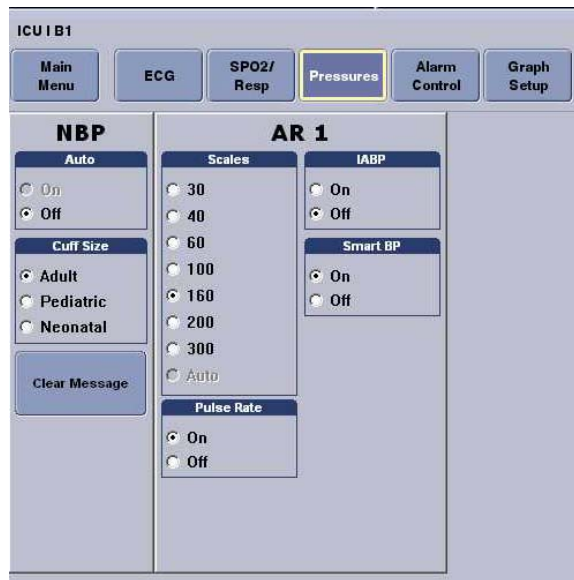 ICU I B1
Main Menu
ECG
SPO2/ Resp
Pressures
Alarm Control
Graph Setup
NBP
Auto
On
Off
Cuff Size
Adult
Pediatric
Neonatal
Clear Message
AR 1
Scales
30
40
60
100
160
200
300
Auto
Pulse Rate
On
Off
IABP
On
Off
Smart BP
On
Off